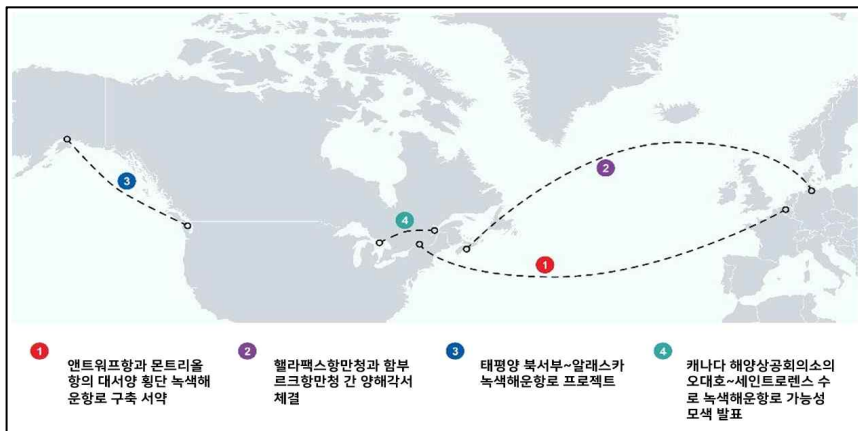 3
2
4
1
1
앤트워프항과 몬트리올
항의 대서양 횡단 녹색해
운항로 구축 서약
2
핼라팩스항만청과 함부
르크항만청 간 양해각서
체결
3
태평양 북서부~알래스카
녹색해운항로 프로젝트
4
캐나다 해양상공회의소의
오대호~세인트로렌스 수
로 녹색해운항로 가능성
모색 발표